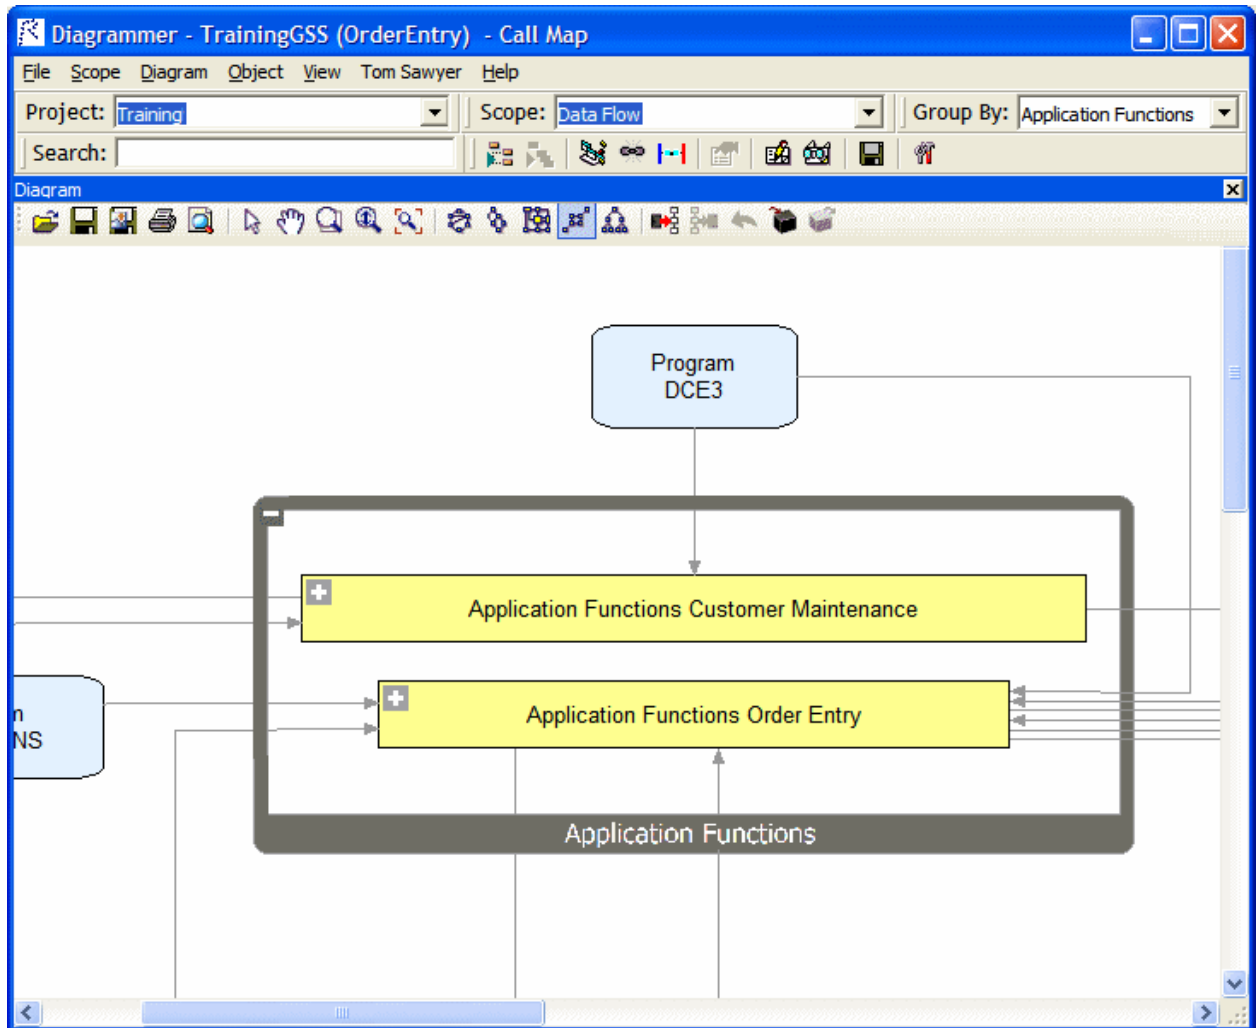 Diagrammer - TrainingGSS (OrderEntry) - Call Map
File Scope Diagram Object View Tom Sawyer Help
Project: Training Scope: Data Flow Group By: Application Functions
Search:
Diagram
Program
DCE3
Application Functions Customer Maintenance
m
NS
Application Functions Order Entry
Application Functions